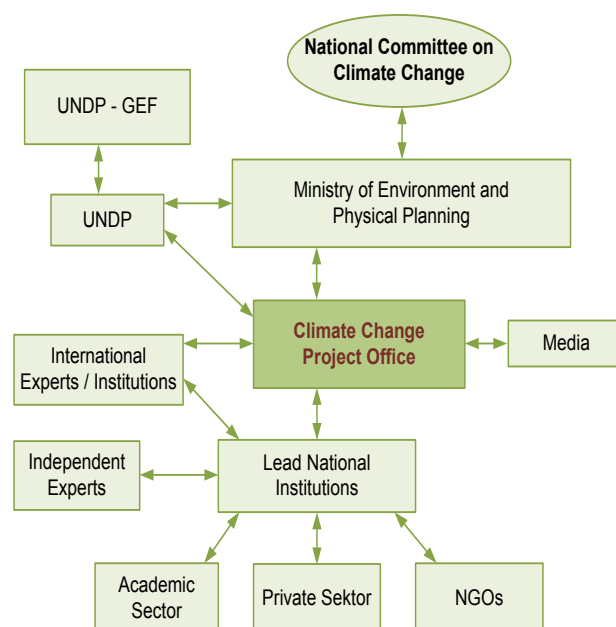 National Committee on
Climate Change
UNDP - GEF
Ministry of Environment and
Physical Planning
UNDP
Climate Change
Project Office
Media
International
Experts / Institutions
Independent
Experts
Lead National
Institutions
Academic
Sector
Private Sektor
NGOs